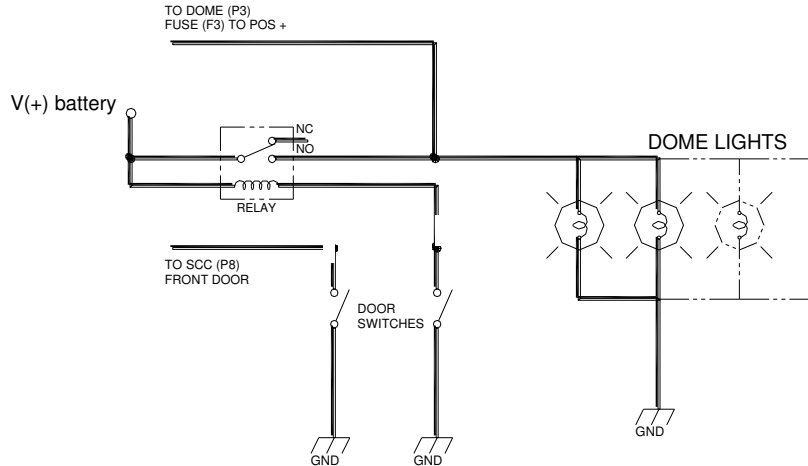 TO DOME (P3)
FUSE (F3) TO POS +
V(+) battery
NC
NO
DOME LIGHTS
RELAY
TO SCC (P8)
FRONT DOOR
DOOR
SWITCHES
GND
GND
GND